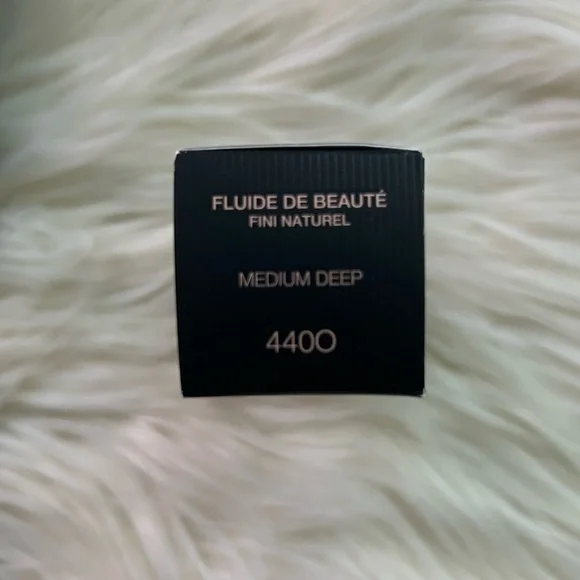 FLUIDE DE BEAUTÉ
FINI NATUREL
MEDIUM DEEP
440O